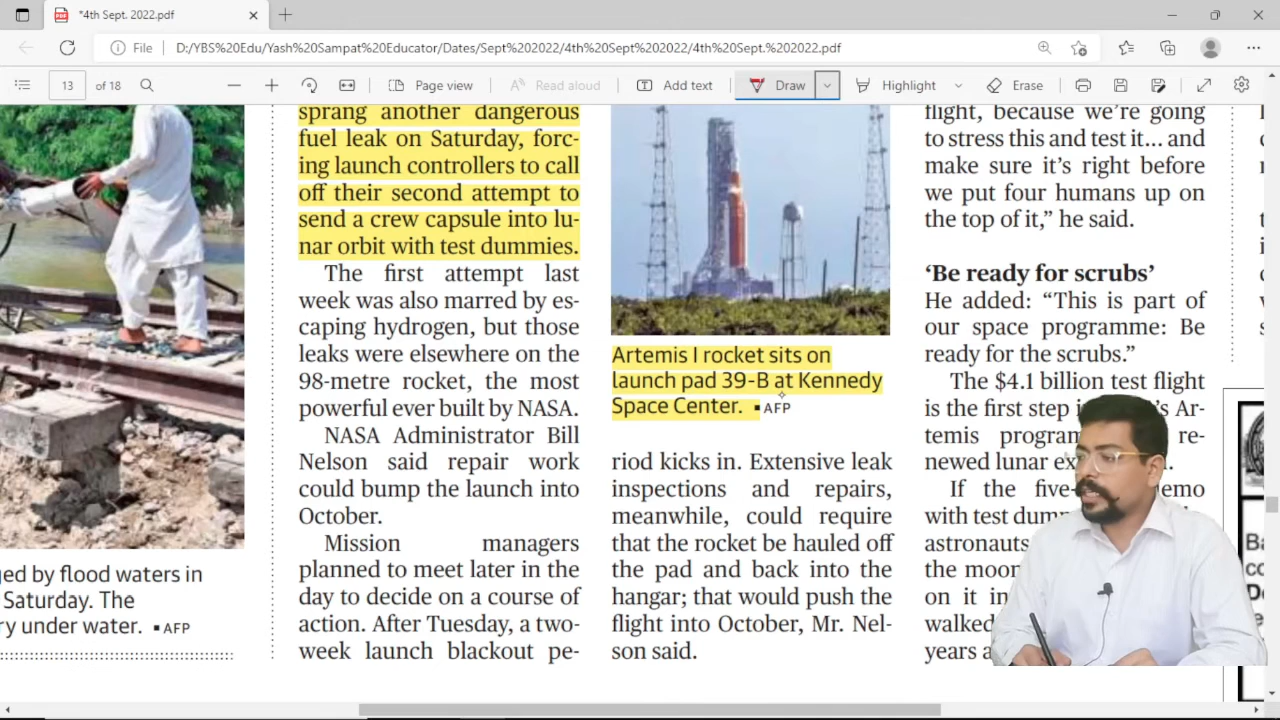 *4th Sept. 2022.pdf
File
D:/YBS%20Edu/Yash%20Sampat%20Educator/Dates/Sept%202022/4th%20Sept%202022/4th%20Sept.%202022.pdf
13
of 18
Page view
Read aloud
Add text
Draw
Highlight
Erase
ged by flood waters in
Saturday. The
ry under water. ▪ AFP
sprang another dangerous
fuel leak on Saturday, forc-
ing launch controllers to call
off their second attempt to
send a crew capsule into lu-
nar orbit with test dummies.
The first attempt last
week was also marred by es-
caping hydrogen, but those
leaks were elsewhere on the
98-metre rocket, the most
powerful ever built by NASA.
NASA Administrator Bill
Nelson said repair work
could bump the launch into
October.
Mission managers
planned to meet later in the
day to decide on a course of
action. After Tuesday, a two-
week launch blackout pe-
Artemis I rocket sits on
launch pad 39-B at Kennedy
Space Center. ▪ AFP
riod kicks in. Extensive leak
inspections and repairs,
meanwhile, could require
that the rocket be hauled off
the pad and back into the
hangar; that would push the
flight into October, Mr. Nel-
son said.
flight, because we’re going
to stress this and test it... and
make sure it’s right before
we put four humans up on
the top of it,” he said.
‘Be ready for scrubs’
He added: “This is part of
our space programme: Be
ready for the scrubs.”
The $4.1 billion test flight
is the first step i ’s Ar-
temis program re-
newed lunar ex
If the five- emo
with test dum
astronauts
the moon
on it in
walked
years a